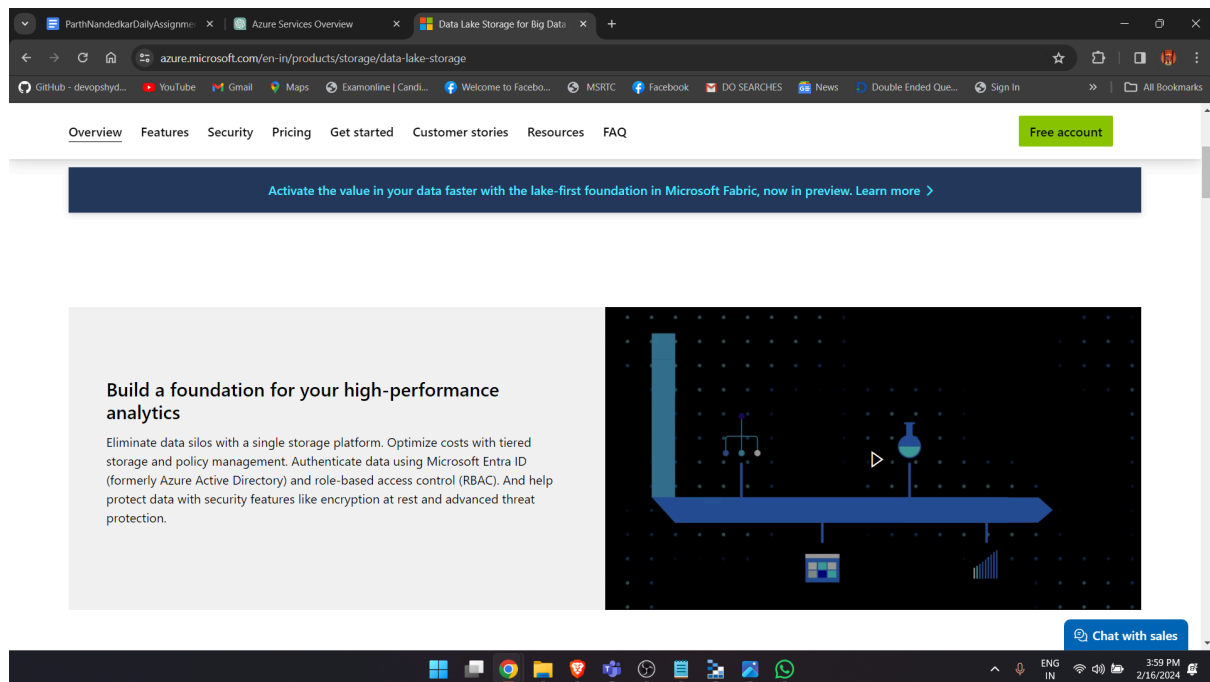 ParthNandedkarDailyAssignme
Azure Services Overview
Data Lake Storage for Big Data
azure.microsoft.com/en-in/products/storage/data-lake-storage
GitHub - devopshyd... YouTube Gmail Maps Examonline | Candi... Welcome to Facebo... MSRTC Facebook DO SEARCHES News Double Ended Que... Sign In » All Bookmarks
Overview Features Security Pricing Get started Customer stories Resources FAQ Free account
Activate the value in your data faster with the lake-first foundation in Microsoft Fabric, now in preview. Learn more >
Build a foundation for your high-performance
analytics
Eliminate data silos with a single storage platform. Optimize costs with tiered
storage and policy management. Authenticate data using Microsoft Entra ID
(formerly Azure Active Directory) and role-based access control (RBAC). And help
protect data with security features like encryption at rest and advanced threat
protection.
Chat with sales
ENG
IN
3:59 PM
2/16/2024